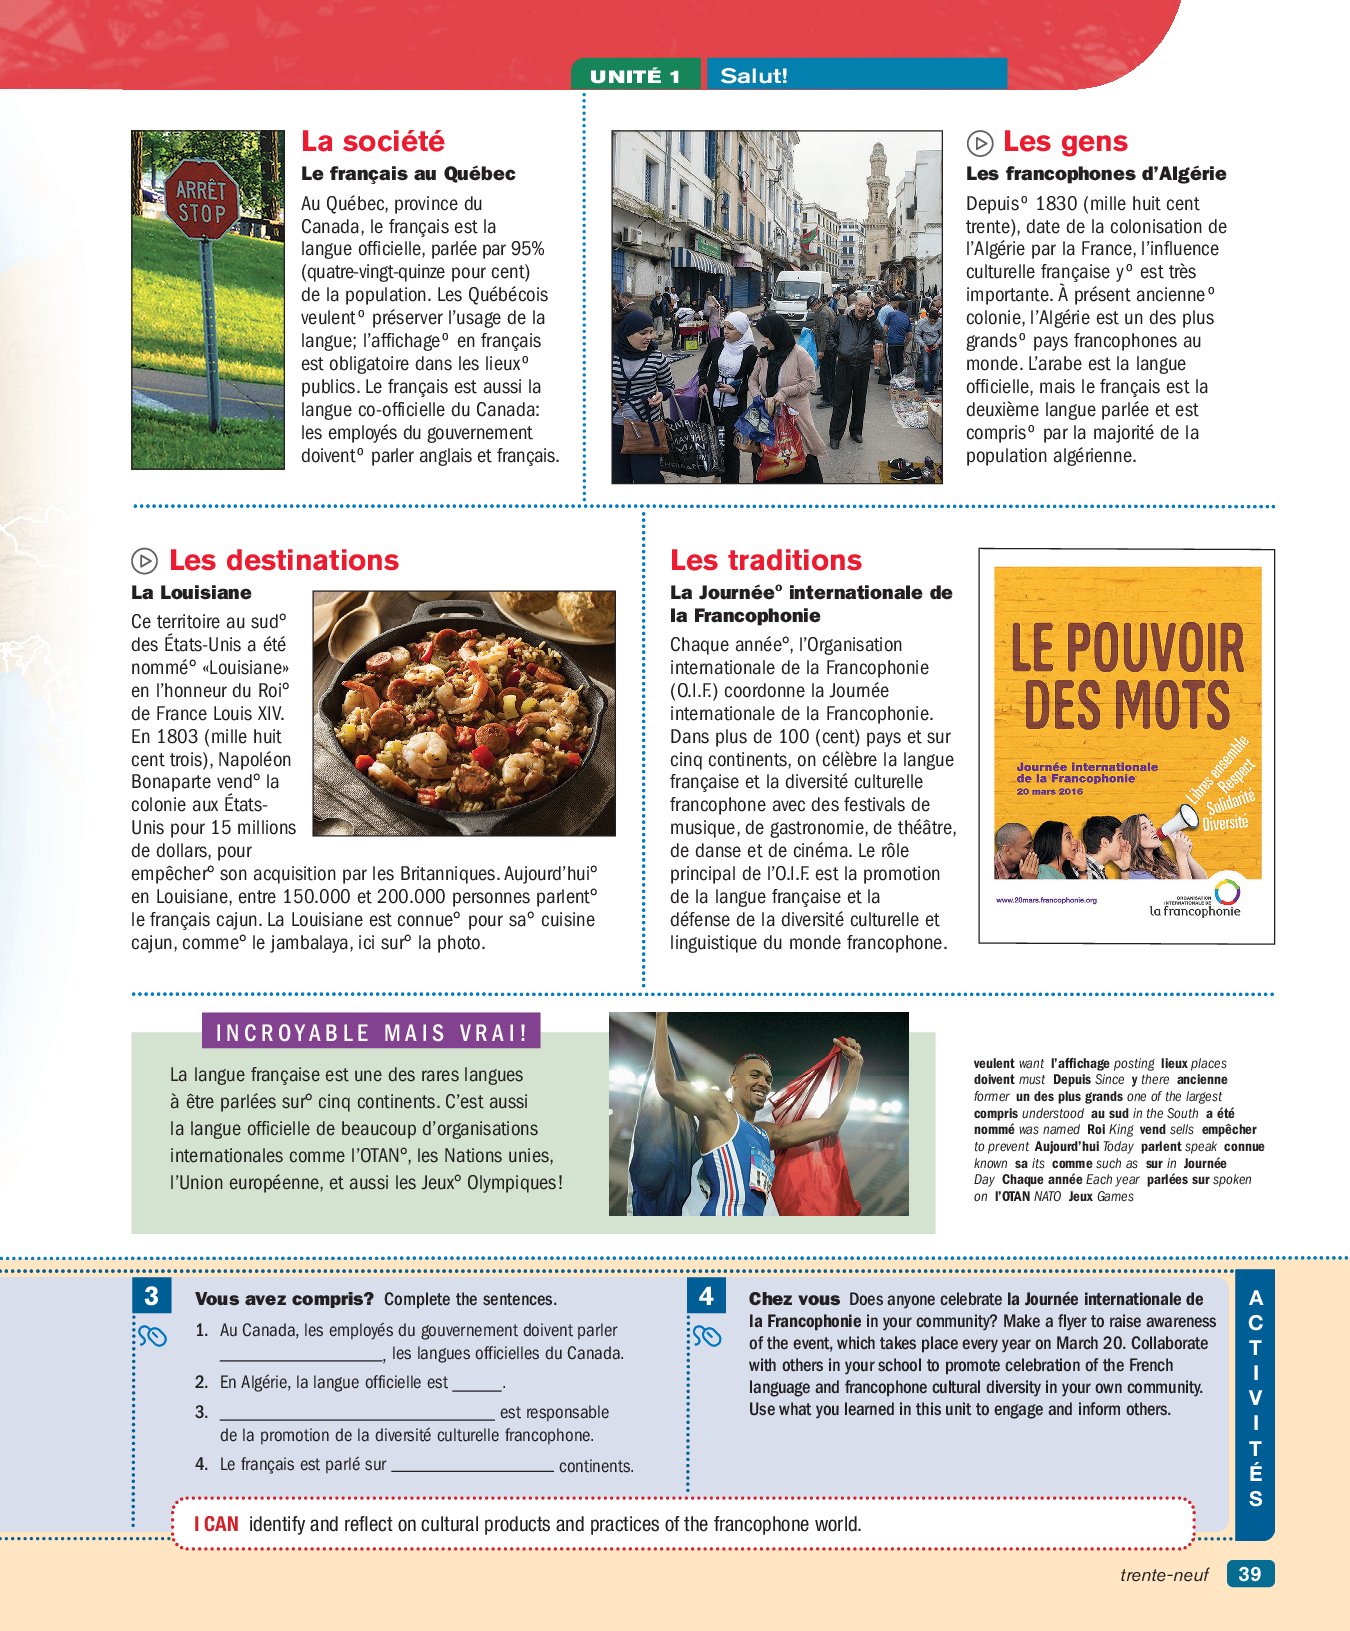 UNITÉ 1 Salut!
ARRÊT
STOP
La société
Le français au Québec
Au Québec, province du
Canada, le français est la
langue officielle, parlée par 95%
(quatre-vingt-quinze pour cent)
de la population. Les Québécois
veulent° préserver l'usage de la
langue; l'affichage° en français
est obligatoire dans les lieux°
publics. Le français est aussi la
langue co-officielle du Canada:
les employés du gouvernement
doivent° parler anglais et français.
Les gens
Les francophones d'Algérie
Depuis° 1830 (mille huit cent
trente), date de la colonisation de
l'Algérie par la France, l'influence
culturelle française y° est très
importante. À présent ancienne°
colonie, l'Algérie est un des plus
grands° pays francophones au
monde. L'arabe est la langue
officielle, mais le français est la
deuxième langue parlée et est
compris° par la majorité de la
population algérienne.
Les destinations
La Louisiane
Ce territoire au sud°
des États-Unis a été
nommé° «Louisiane»
en l'honneur du Roi°
de France Louis XIV.
En 1803 (mille huit
cent trois), Napoléon
Bonaparte vend° la
colonie aux États-
Unis pour 15 millions
de dollars, pour
empêcher° son acquisition par les Britanniques. Aujourd'hui°
en Louisiane, entre 150.000 et 200.000 personnes parlent°
le français cajun. La Louisiane est connue° pour sa° cuisine
cajun, comme° le jambalaya, ici sur° la photo.
Les traditions
La Journée° internationale de
la Francophonie
Chaque année°, l'Organisation
internationale de la Francophonie
(O.I.F.) coordonne la Journée
internationale de la Francophonie.
Dans plus de 100 (cent) pays et sur
cinq continents, on célèbre la langue
française et la diversité culturelle
francophone avec des festivals de
musique, de gastronomie, de théâtre,
de danse et de cinéma. Le rôle
principal de l'O.I.F. est la promotion
de la langue française et la
défense de la diversité culturelle et
linguistique du monde francophone.
LE POUVOIR
DES MOTS
Journée internationale
de la Francophonie
20 mars 2016
Libres ensemble
Respect
Solidarité
Diversité
www.20mars.francophonie.org
ORGANISATION
INTERNATIONALE DE
la francophonie
INCROYABLE MAIS VRAI!
La langue française est une des rares langues
à être parlées sur° cinq continents. C'est aussi
la langue officielle de beaucoup d'organisations
internationales comme l'OTAN°, les Nations unies,
l'Union européenne, et aussi les Jeux° Olympiques!
veulent want l'affichage posting lieux places
doivent must Depuis Since y there ancienne
former un des plus grands one of the largest
compris understood au sud in the South a été
nommé was named Roi King vend sells empêcher
to prevent Aujourd'hui Today parlent speak connue
known sa its comme such as sur in Journée
Day Chaque année Each year parlées sur spoken
on l'OTAN NATO Jeux Games
3 Vous avez compris? Complete the sentences.
1. Au Canada, les employés du gouvernement doivent parler
_________________, les langues officielles du Canada.
2. En Algérie, la langue officielle est _____.
3. ____________________________ est responsable
de la promotion de la diversité culturelle francophone.
4. Le français est parlé sur _________________ continents.
4 Chez vous Does anyone celebrate la Journée internationale de
la Francophonie in your community? Make a flyer to raise awareness
of the event, which takes place every year on March 20. Collaborate
with others in your school to promote celebration of the French
language and francophone cultural diversity in your own community.
Use what you learned in this unit to engage and inform others.
ACTIVITÉS
I CAN identify and reflect on cultural products and practices of the francophone world.
trente-neuf 39